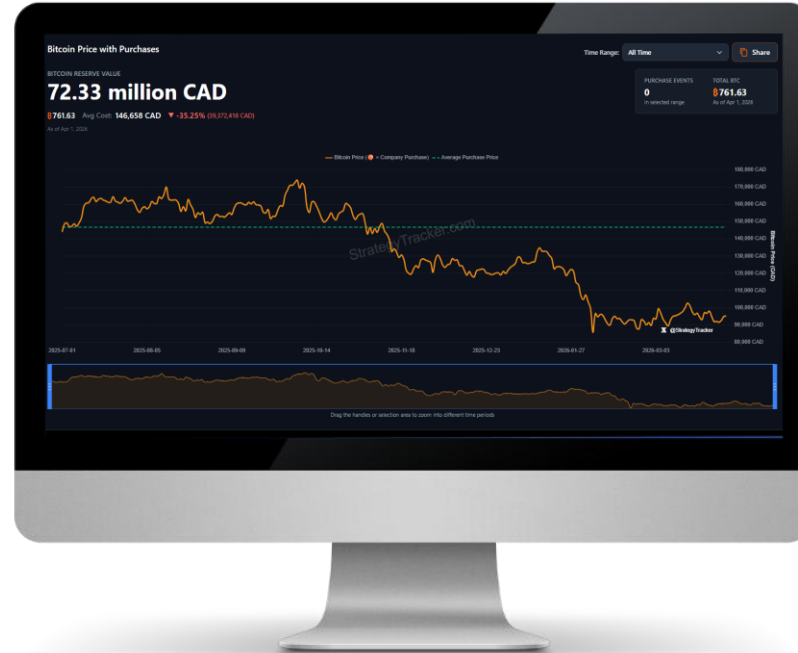 Bitcoin Price with Purchases
Time Range: All Time Share
BITCOIN RESERVE VALUE
72.33 million CAD
₿761.63 Avg Cost: 146,658 CAD ▼ -35.25% (39,372,418 CAD)
As of Apr 1, 2026
PURCHASE EVENTS
0
In selected range
TOTAL BTC
₿761.63
As of Apr 1, 2026
Bitcoin Price (🟠 = Company Purchase) Average Purchase Price
180,000 CAD
170,000 CAD
160,000 CAD
150,000 CAD
140,000 CAD
130,000 CAD
120,000 CAD
110,000 CAD
100,000 CAD
90,000 CAD
80,000 CAD
Bitcoin Price (CAD)
StrategyTracker.com
X @StrategyTracker
2025-07-01 2025-08-05 2025-09-09 2025-10-14 2025-11-18 2025-12-23 2026-01-27 2026-03-03
Drag the handles or selection area to zoom into different time periods